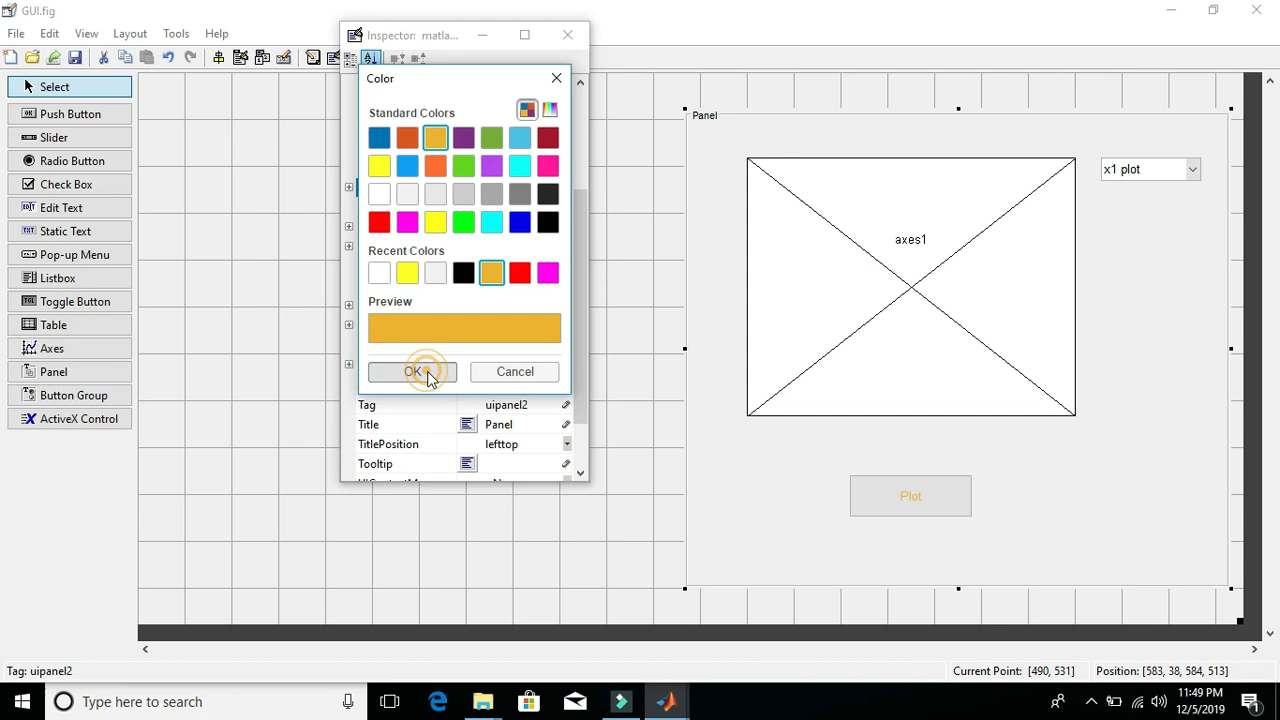 GUI.fig
File Edit View Layout Tools Help
Inspector: matla...
Select
OK Push Button
Slider
Radio Button
Check Box
Edit Text
TXT Static Text
Pop-up Menu
Listbox
TGL Toggle Button
Table
Axes
Panel
Button Group
ActiveX Control
Color
Standard Colors
Recent Colors
Preview
OK Cancel
Tag uipanel2
Title Panel
TitlePosition lefttop
Tooltip
Panel
x1 plot
axes1
Plot
Tag: uipanel2
Current Point: [490, 531] Position: [583, 38, 584, 513]
Type here to search
11:49 PM
12/5/2019
1